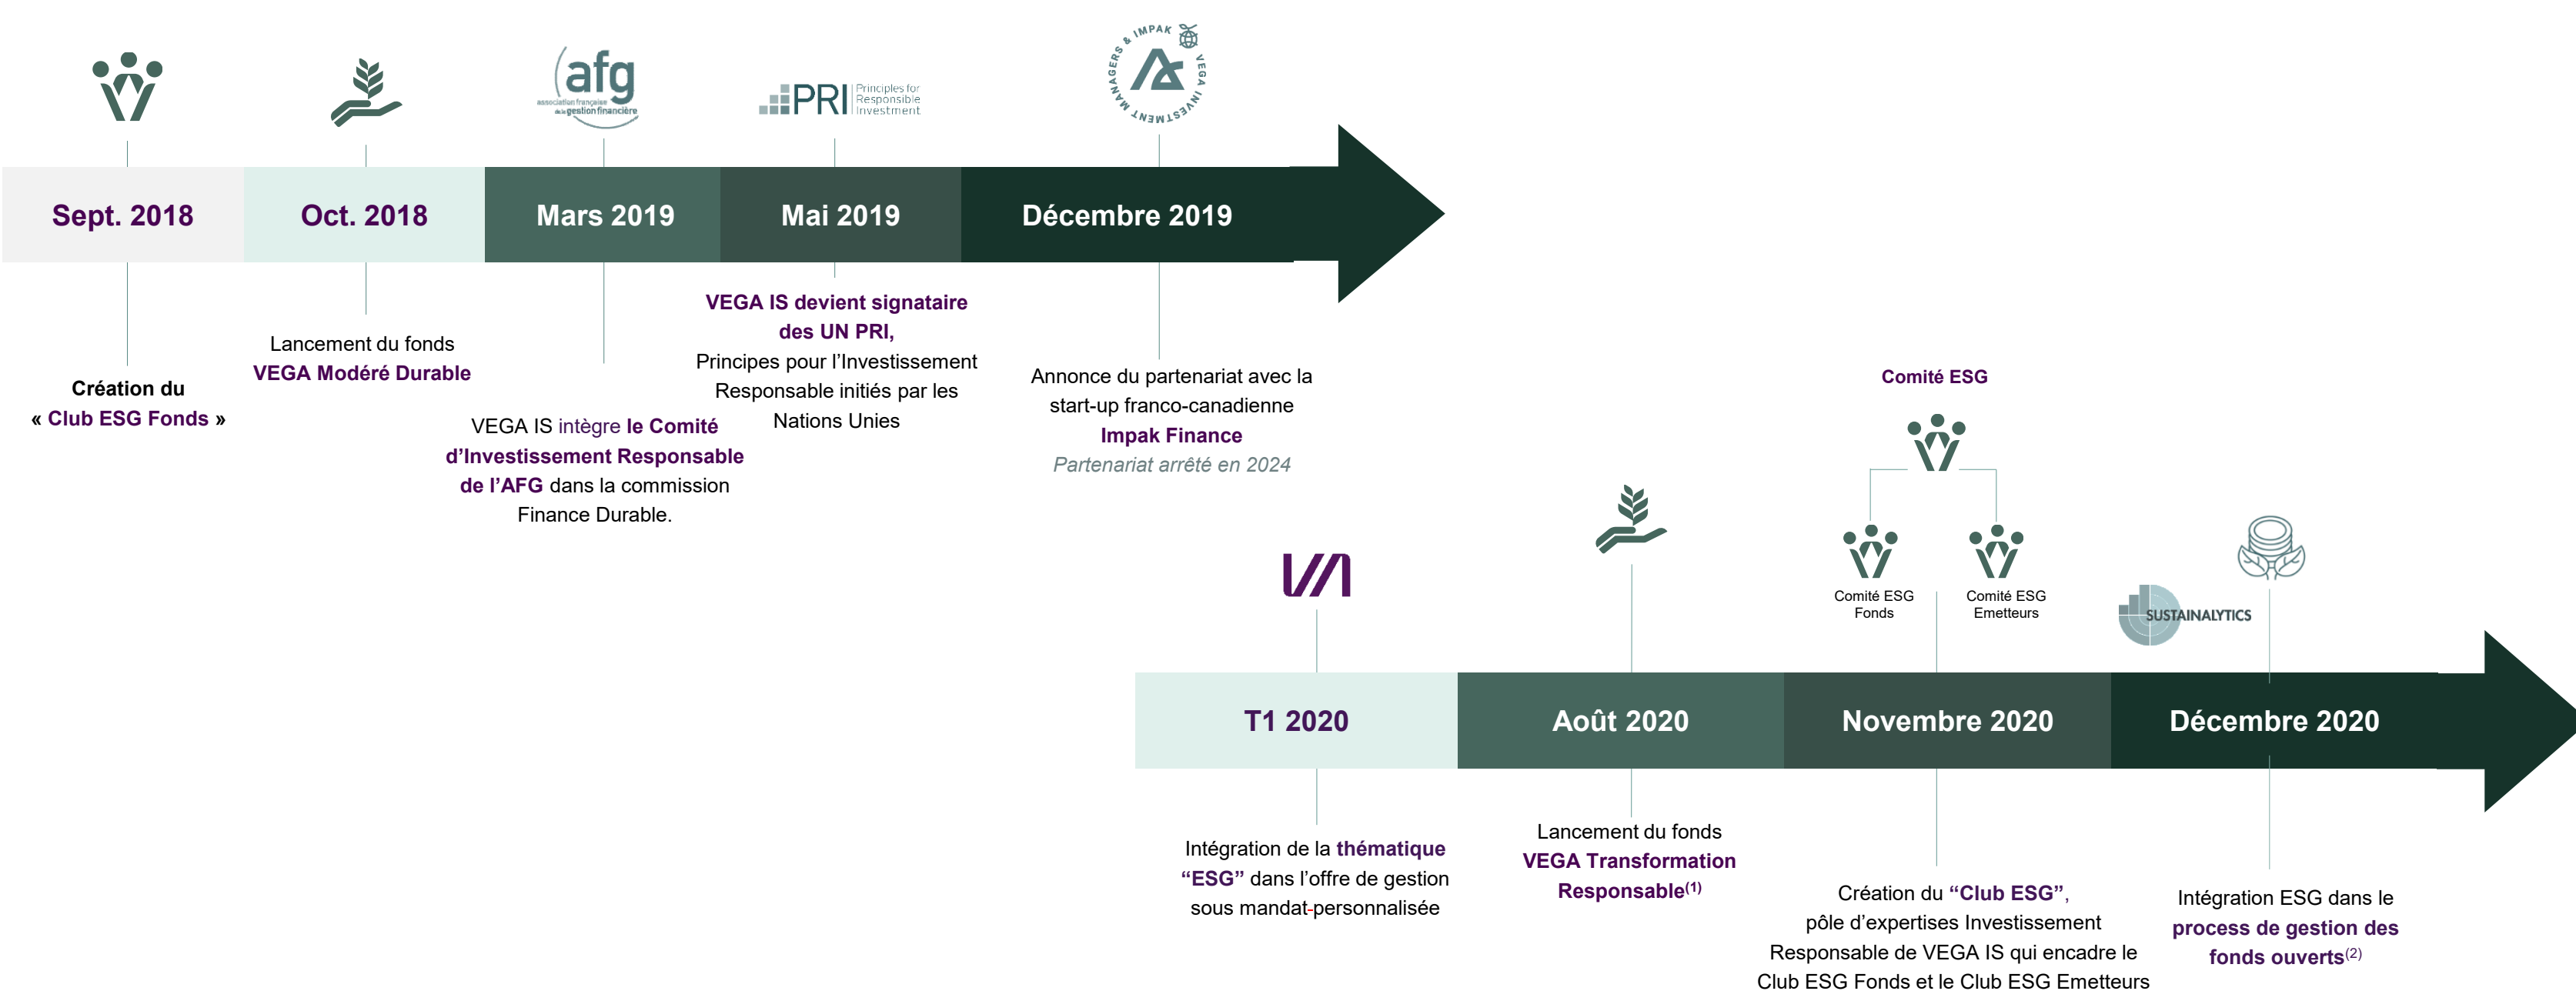 afg
association française
de la gestion financière
PRI
Principles for
Responsible
Investment
VEGA INVESTMENT MANAGERS & IMPAK
Sept. 2018
Oct. 2018
Mars 2019
Mai 2019
Décembre 2019
Création du
« Club ESG Fonds »
Lancement du fonds
VEGA Modéré Durable
VEGA IS intègre le Comité
d’Investissement Responsable
de l’AFG dans la commission
Finance Durable.
VEGA IS devient signataire
des UN PRI,
Principes pour l’Investissement
Responsable initiés par les
Nations Unies
Annonce du partenariat avec la
start-up franco-canadienne
Impak Finance
Partenariat arrêté en 2024
Comité ESG
Comité ESG
Fonds
Comité ESG
Emetteurs
SUSTAINALYTICS
T1 2020
Août 2020
Novembre 2020
Décembre 2020
Intégration de la thématique
“ESG” dans l’offre de gestion
sous mandat-personnalisée
Lancement du fonds
VEGA Transformation
Responsable(1)
Création du “Club ESG”,
pôle d’expertises Investissement
Responsable de VEGA IS qui encadre le
Club ESG Fonds et le Club ESG Emetteurs
Intégration ESG dans le
process de gestion des
fonds ouverts(2)